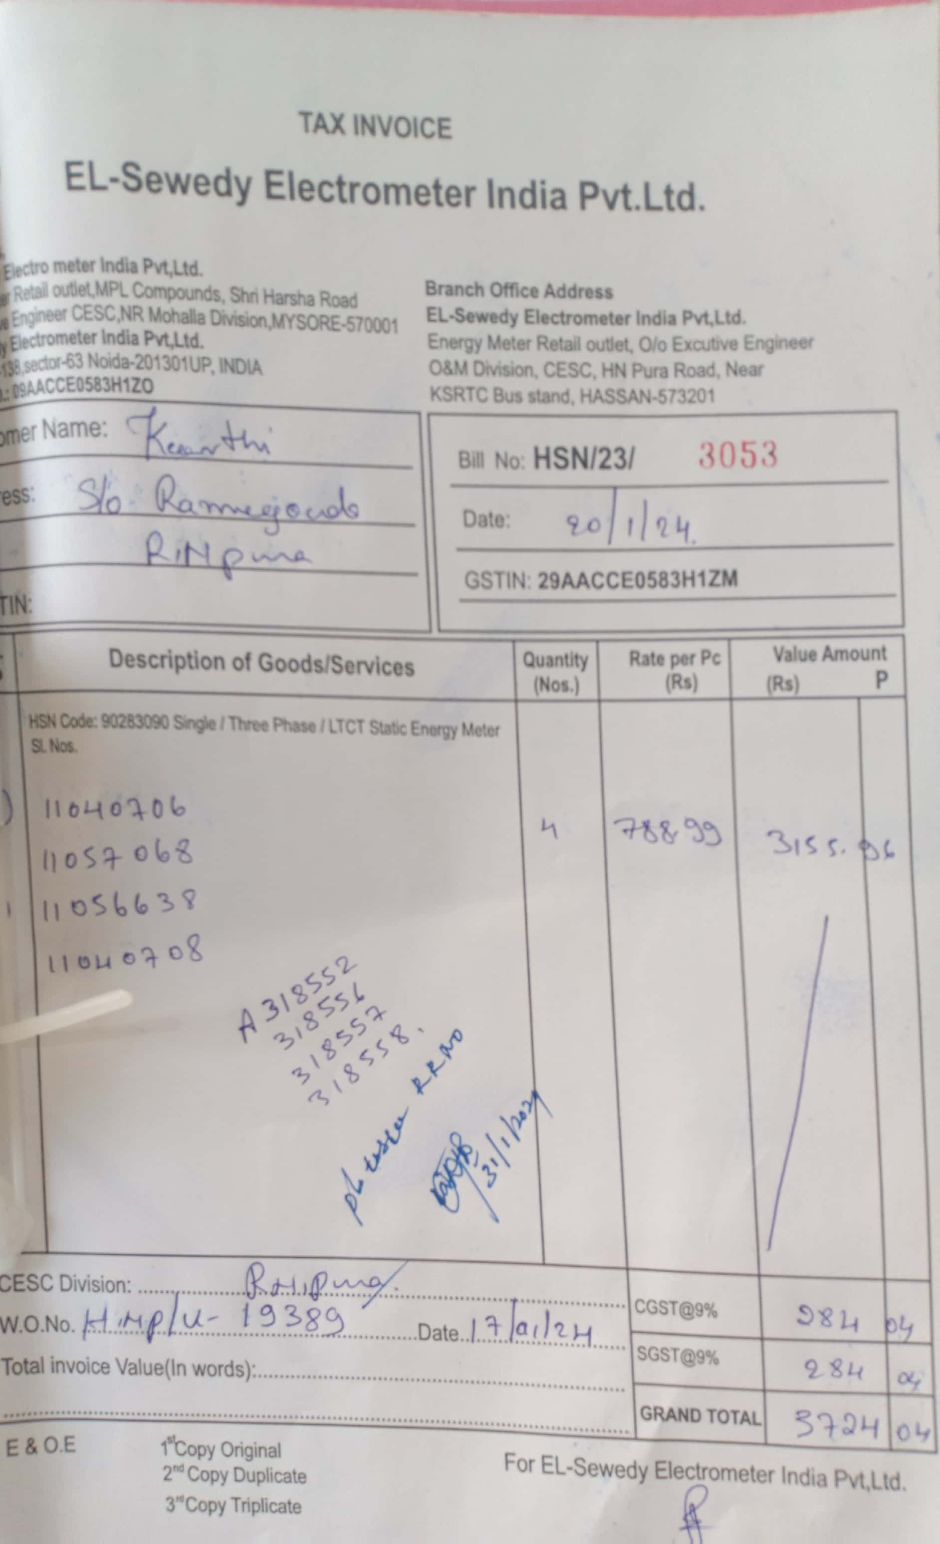 TAX INVOICE
EL-Sewedy Electrometer India Pvt.Ltd.
Electro meter India Pvt,Ltd.
Retail outlet,MPL Compounds, Shri Harsha Road
Engineer CESC,NR Mohalla Division,MYSORE-570001
Electrometer India Pvt,Ltd.
sector-63 Noida-201301UP, INDIA
09AACCE0583H1ZO
Branch Office Address
EL-Sewedy Electrometer India Pvt,Ltd.
Energy Meter Retail outlet, O/o Excutive Engineer
O&M Division, CESC, HN Pura Road, Near
KSRTC Bus stand, HASSAN-573201
omer Name: Keerthi
ess: S/o Rammegowda
R.N pura
TIN:
Bill No: HSN/23/ 3053
Date: 20/1/24.
GSTIN: 29AACCE0583H1ZM
Description of Goods/Services Quantity (Nos.) Rate per Pc (Rs) Value Amount (Rs) P
HSN Code: 90283090 Single / Three Phase / LTCT Static Energy Meter
SL Nos.
11040706
4 788.99 3155. 96
11057068
11056638
11040708
A 318552
318556
318557
318558.
RRNO
31/1/2024
CESC Division: R.H.Pura
W.O.No. H.NP/U- 19389 Date 17/01/24
Total invoice Value(In words):
CGST@9% 284 04
SGST@9% 284 04
GRAND TOTAL 3724 04
E & O.E
1st Copy Original
2nd Copy Duplicate
3rd Copy Triplicate
For EL-Sewedy Electrometer India Pvt,Ltd.